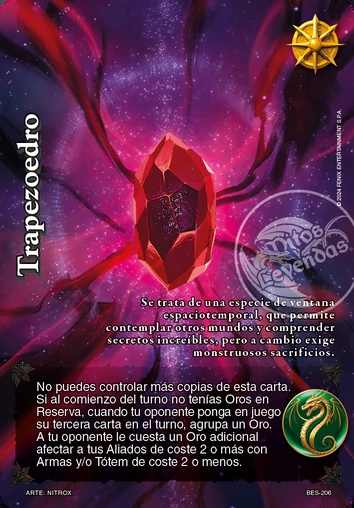 Trapezoedro
© 2024 FENIX ENTERTAINMENT S.P.A.
Mitos
Leyendas
Se trata de una especie de ventana
espaciotemporal, que permite
contemplar otros mundos y comprender
secretos increíbles, pero a cambio exige
monstruosos sacrificios.
No puedes controlar más copias de esta carta.
Si al comienzo del turno no tenías Oros en
Reserva, cuando tu oponente ponga en juego
su tercera carta en el turno, agrupa un Oro.
A tu oponente le cuesta un Oro adicional
afectar a tus Aliados de coste 2 o más con
Armas y/o Tótem de coste 2 o menos.
ARTE: NITROX
BES-206